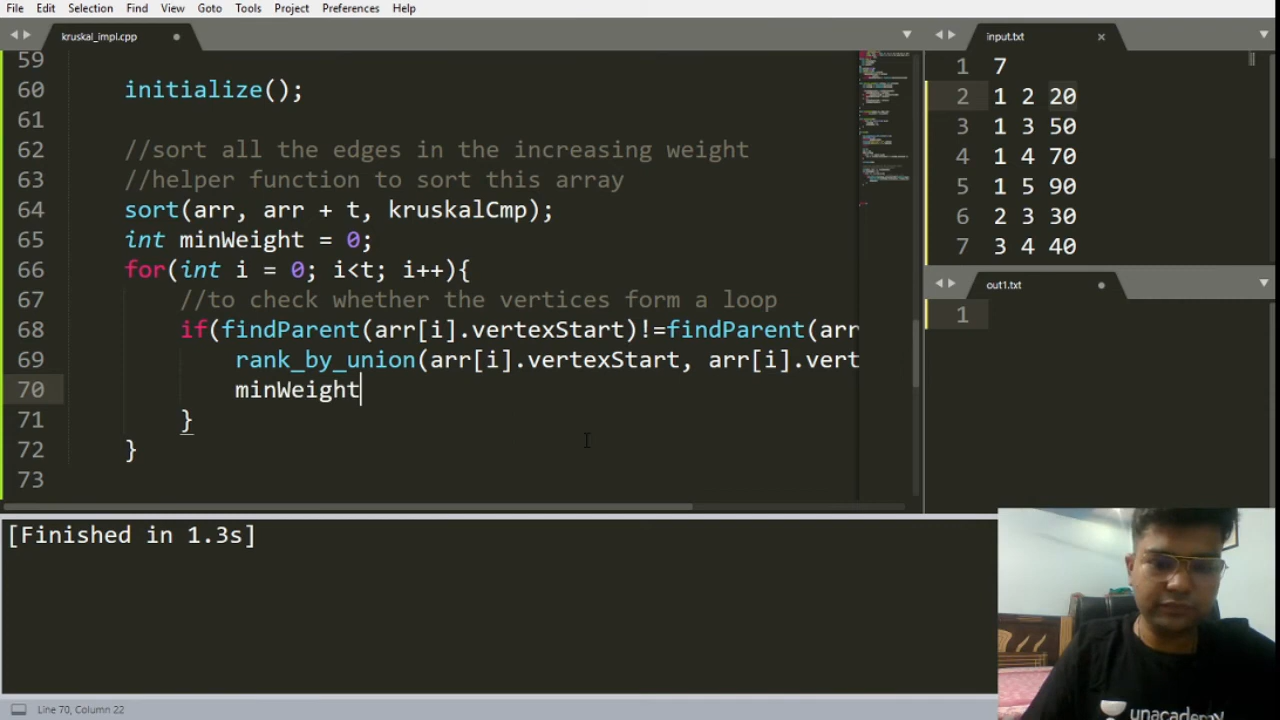 File Edit Selection Find View Goto Tools Project Preferences Help
kruskal_impl.cpp
59
60 initialize();
61
62 //sort all the edges in the increasing weight
63 //helper function to sort this array
64 sort(arr, arr + t, kruskalCmp);
65 int minWeight = 0;
66 for(int i = 0; i<t; i++){
67 //to check whether the vertices form a loop
68 if(findParent(arr[i].vertexStart)!=findParent(arr
69 rank_by_union(arr[i].vertexStart, arr[i].vert
70 minWeight
71 }
72 }
73
input.txt
1 7
2 1 2 20
3 1 3 50
4 1 4 70
5 1 5 90
6 2 3 30
7 3 4 40
out1.txt
1
[Finished in 1.3s]
Line 70, Column 22
unacademy